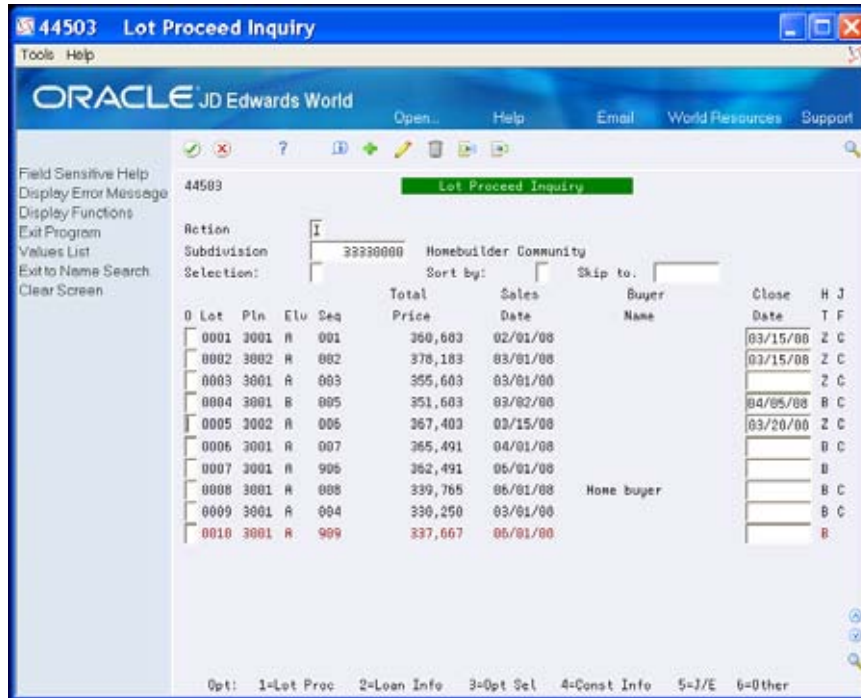 44503 Lot Proceed Inquiry
Tools Help
ORACLE JD Edwards World
Open... Help Email World Resources Support
Field Sensitive Help
Display Error Message
Display Functions
Exit Program
Values List
Exit to Name Search
Clear Screen
44503 Lot Proceed Inquiry
Action I
Subdivision 33330000 Homebuilder Community
Selection: Sort by: Skip to.
Total Sales Buyer Close H J
O Lot Pln Elv Seq Price Date Name Date T F
0001 3001 A 001 360,603 02/01/08 03/15/08 Z C
0002 3002 A 002 378,183 03/01/08 03/15/08 Z C
0003 3001 A 003 355,603 03/01/08 Z C
0004 3001 B 005 351,603 03/02/08 04/05/08 B C
0005 3002 A 006 367,403 03/15/08 03/20/08 Z C
0006 3001 A 007 365,491 04/01/08 B C
0007 3001 A 906 362,491 06/01/08 B
0008 3001 A 008 339,765 06/01/08 Home buyer B C
0009 3001 A 004 330,250 03/01/08 B C
0010 3001 A 909 337,667 06/01/08 B
Opt: 1=Lot Proc 2=Loan Info 3=Opt Sel 4=Const Info 5=J/E 6=Other